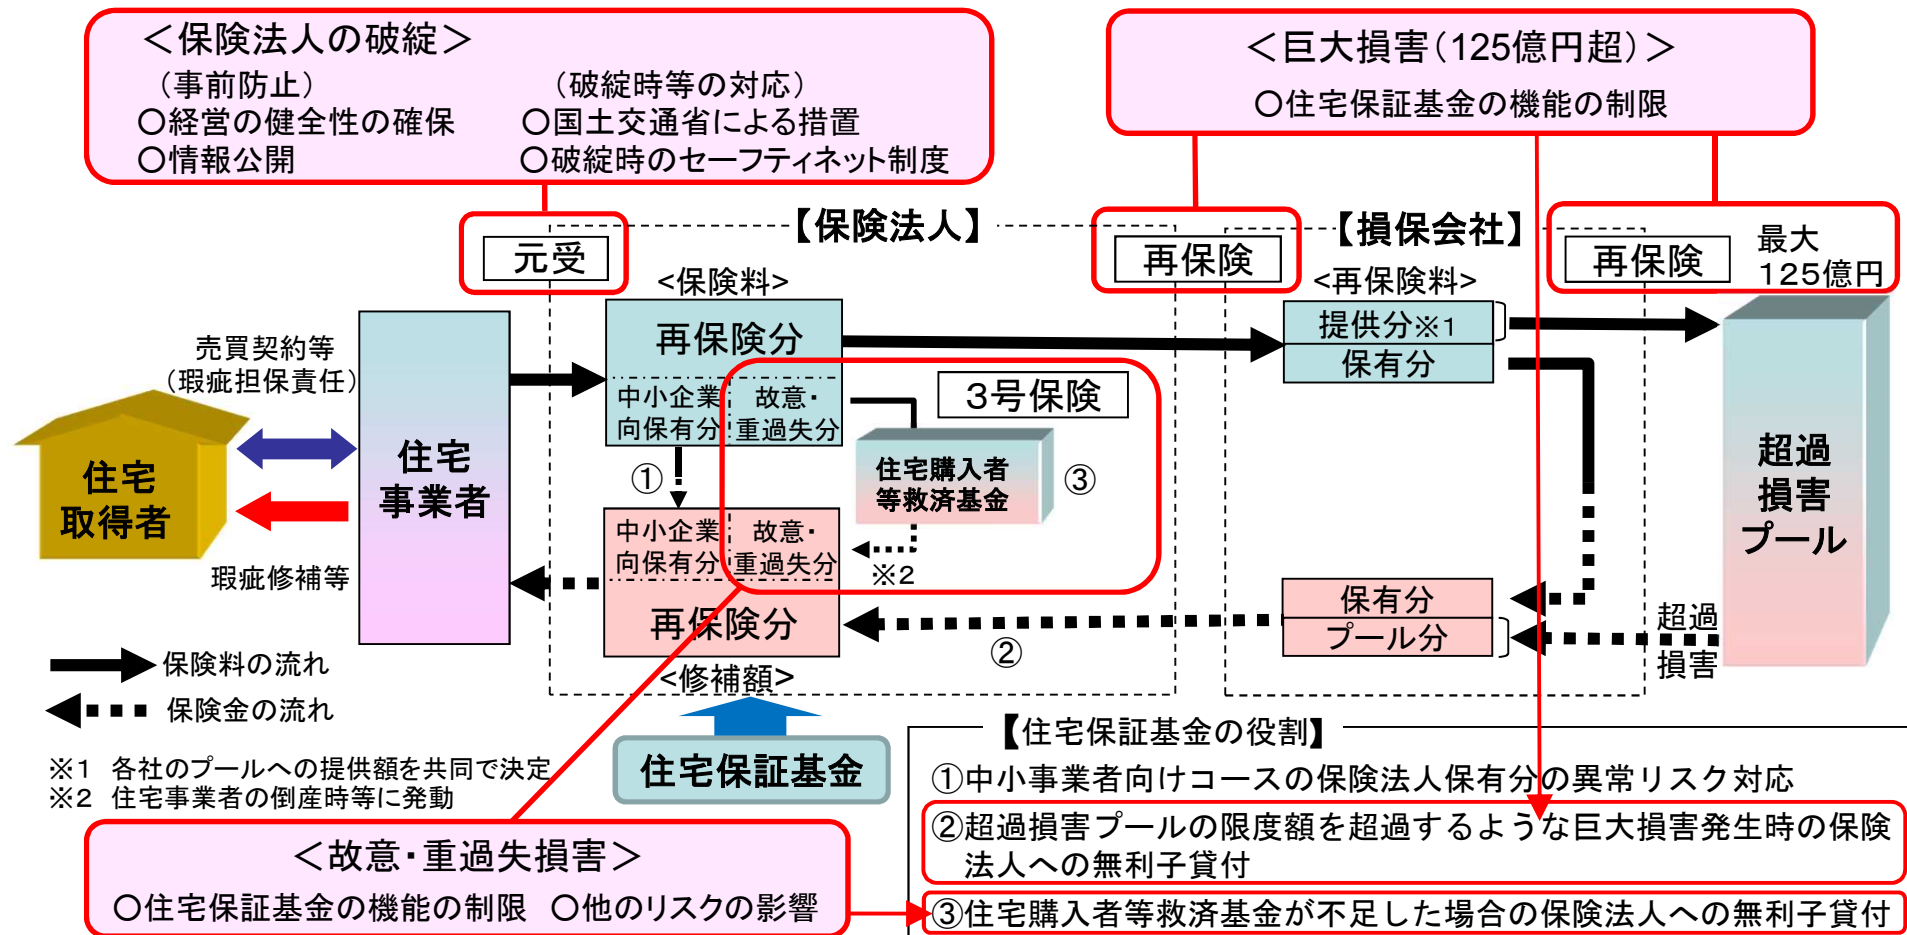 ＜保険法人の破綻＞
（事前防止）
○経営の健全性の確保
○情報公開
（破綻時等の対応）
○国土交通省による措置
○破綻時のセーフティネット制度
＜巨大損害（125億円超）＞
○住宅保証基金の機能の制限
元受
【保険法人】
再保険
【損保会社】
再保険
最大
125億円
<保険料>
再保険分
中小企業
向保有分
故意・
重過失分
3号保険
住宅購入者
等救済基金
①
③
中小企業
向保有分
故意・
重過失分
※2
再保険分
<修補額>
②
<再保険料>
提供分※1
保有分
保有分
プール分
超過
損害
プール
超過
損害
売買契約等
（瑕疵担保責任）
住宅
取得者
住宅
事業者
瑕疵修補等
保険料の流れ
保険金の流れ
※1　各社のプールへの提供額を共同で決定
※2　住宅事業者の倒産時等に発動
住宅保証基金
＜故意・重過失損害＞
○住宅保証基金の機能の制限　○他のリスクの影響
【住宅保証基金の役割】
①中小事業者向けコースの保険法人保有分の異常リスク対応
②超過損害プールの限度額を超過するような巨大損害発生時の保険
法人への無利子貸付
③住宅購入者等救済基金が不足した場合の保険法人への無利子貸付